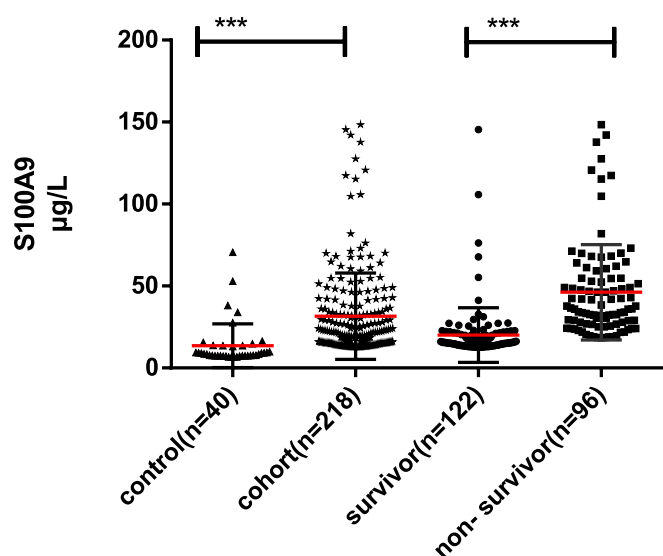 *** ***
200
150
100
50
0
S100A9
µg/L
control(n=40)
cohort(n=218)
survivor(n=122)
non- survivor(n=96)